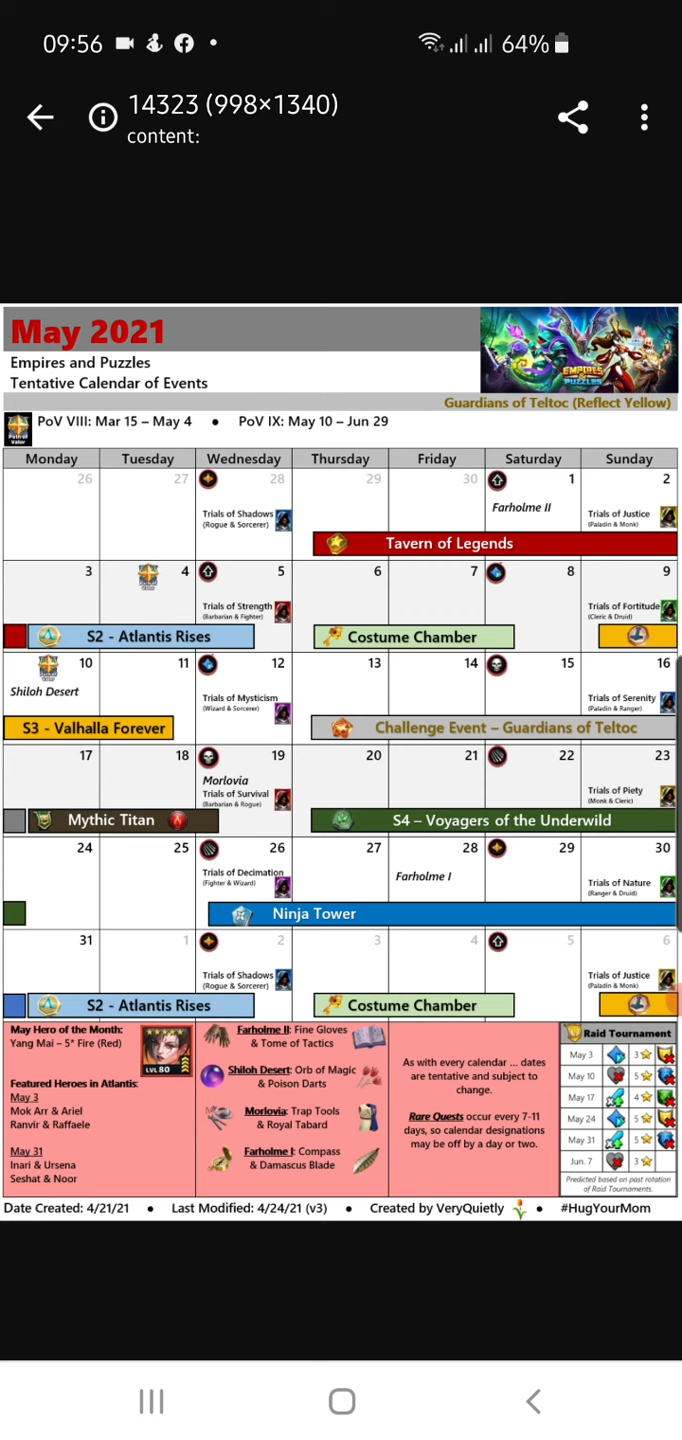 09:56
64%
14323 (998×1340)
content:
May 2021
Empires and Puzzles
Tentative Calendar of Events
EMPIRES & PUZZLES
Guardians of Teltoc (Reflect Yellow)
Path of Valor
PoV VIII: Mar 15 – May 4 • PoV IX: May 10 – Jun 29
Monday Tuesday Wednesday Thursday Friday Saturday Sunday
26 27 28 29 30 1 2
Farholme II
Trials of Shadows
(Rogue & Sorcerer)
Trials of Justice
(Paladin & Monk)
Tavern of Legends
3 4 5 6 7 8 9
Trials of Strength
(Barbarian & Fighter)
Trials of Fortitude
(Cleric & Druid)
S2 - Atlantis Rises
Costume Chamber
10 11 12 13 14 15 16
Shiloh Desert
Trials of Mysticism
(Wizard & Sorcerer)
Trials of Serenity
(Paladin & Ranger)
S3 - Valhalla Forever
Challenge Event – Guardians of Teltoc
17 18 19 20 21 22 23
Morlovia
Trials of Survival
(Barbarian & Rogue)
Trials of Piety
(Monk & Cleric)
Mythic Titan
S4 – Voyagers of the Underwild
24 25 26 27 28 29 30
Trials of Decimation
(Fighter & Wizard)
Farholme I
Trials of Nature
(Ranger & Druid)
Ninja Tower
31 1 2 3 4 5 6
Trials of Shadows
(Rogue & Sorcerer)
Trials of Justice
(Paladin & Monk)
S2 - Atlantis Rises
Costume Chamber
May Hero of the Month:
Yang Mai – 5* Fire (Red)
LVL 80
Featured Heroes in Atlantis:
May 3
Mok Arr & Ariel
Ranvir & Raffaele
May 31
Inari & Ursena
Seshat & Noor
Farholme II: Fine Gloves
& Tome of Tactics
Shiloh Desert: Orb of Magic
& Poison Darts
Morlovia: Trap Tools
& Royal Tabard
Farholme I: Compass
& Damascus Blade
As with every calendar ... dates
are tentative and subject to
change.
Rare Quests occur every 7-11
days, so calendar designations
may be off by a day or two.
Raid Tournament
May 3 3
May 10 5
May 17 4
May 24 5
May 31 5
Jun. 7 3
Predicted based on past rotation
of Raid Tournaments.
Date Created: 4/21/21 • Last Modified: 4/24/21 (v3) • Created by VeryQuietly • #HugYourMom